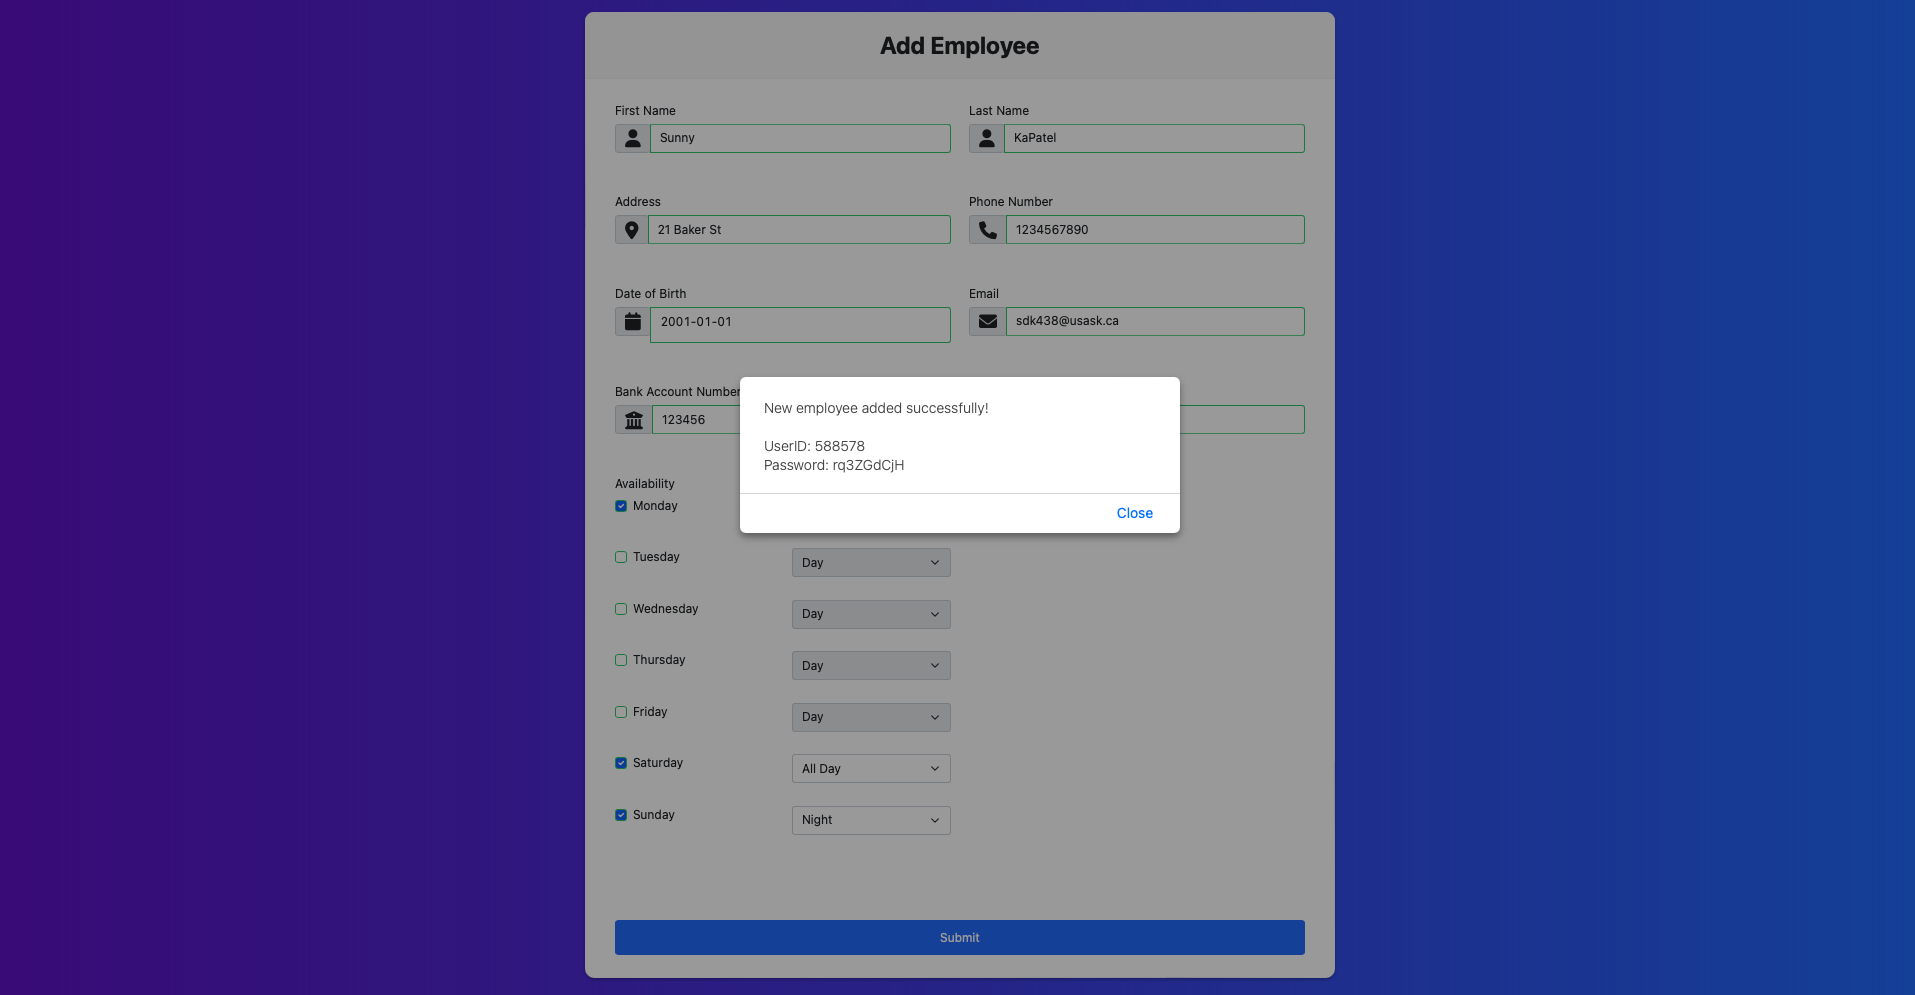 Add Employee
First Name
Last Name
Sunny
KaPatel
Address
Phone Number
21 Baker St
1234567890
Date of Birth
Email
2001-01-01
sdk438@usask.ca
Bank Account Number
123456
New employee added successfully!
UserID: 588578
Password: rq3ZGdCjH
Close
Availability
Monday
Tuesday
Day
Wednesday
Day
Thursday
Day
Friday
Day
Saturday
All Day
Sunday
Night
Submit